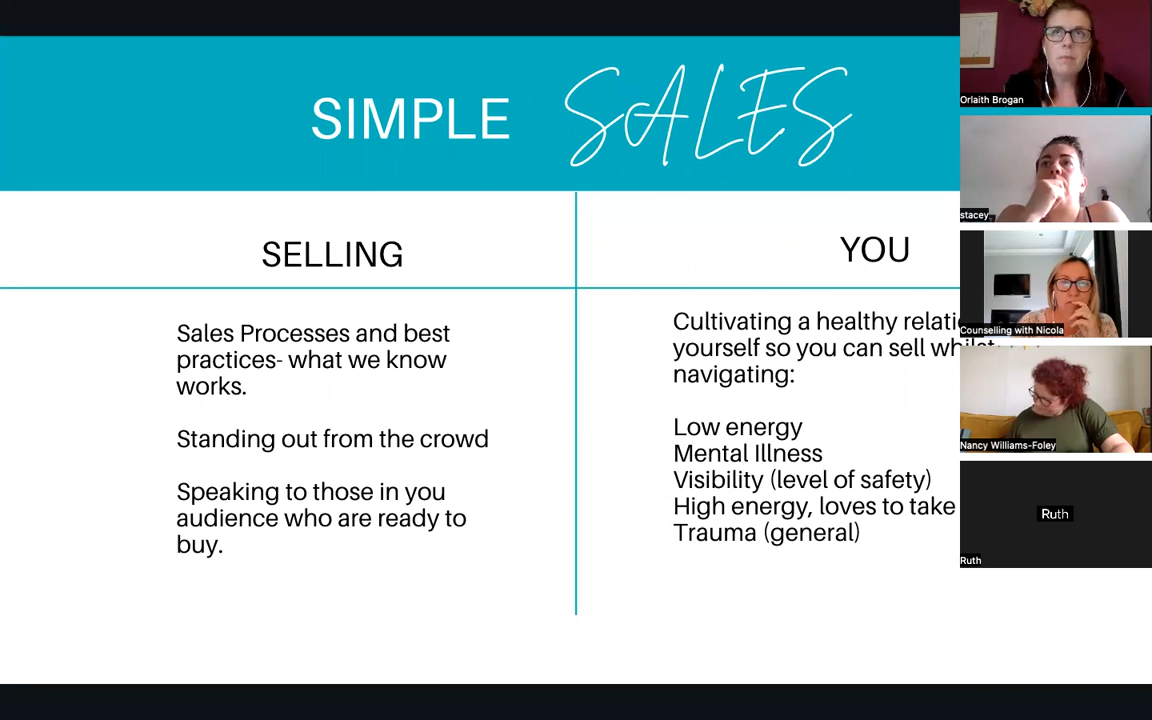 SIMPLE SALES
SELLING
Sales Processes and best
practices- what we know
works.
Standing out from the crowd
Speaking to those in you
audience who are ready to
buy.
YOU
Cultivating a healthy
yourself so you can sell whilst
navigating:
Low energy
Mental Illness
Visibility (level of safety)
High energy, loves to take
Trauma (general)
Orlaith Brogan
stacey
Counselling with Nicola
Nancy Williams-Foley
Ruth
Ruth